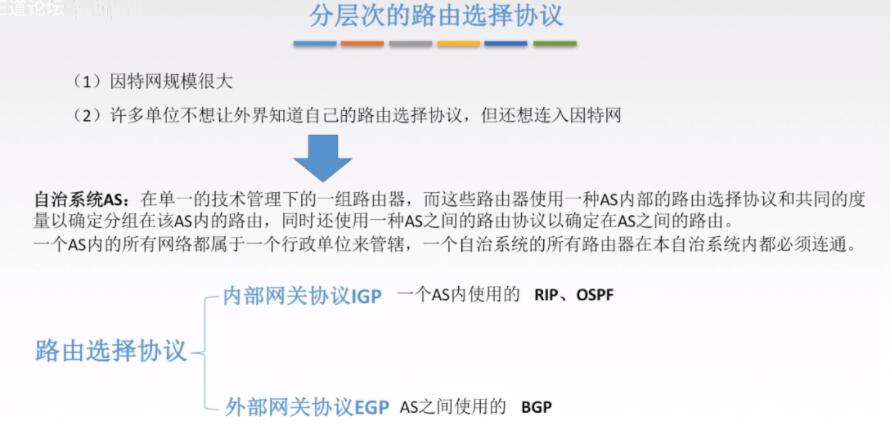 道论坛
分层次的路由选择协议
（1）因特网规模很大
（2）许多单位不想让外界知道自己的路由选择协议，但还想连入因特网
自治系统AS：在单一的技术管理下的一组路由器，而这些路由器使用一种AS内部的路由选择协议和共同的度
量以确定分组在该AS内的路由，同时还使用一种AS之间的路由协议以确定在AS之间的路由。
一个AS内的所有网络都属于一个行政单位来管辖，一个自治系统的所有路由器在本自治系统内都必须连通。
内部网关协议IGP 一个AS内使用的 RIP、OSPF
路由选择协议
外部网关协议EGP AS之间使用的 BGP